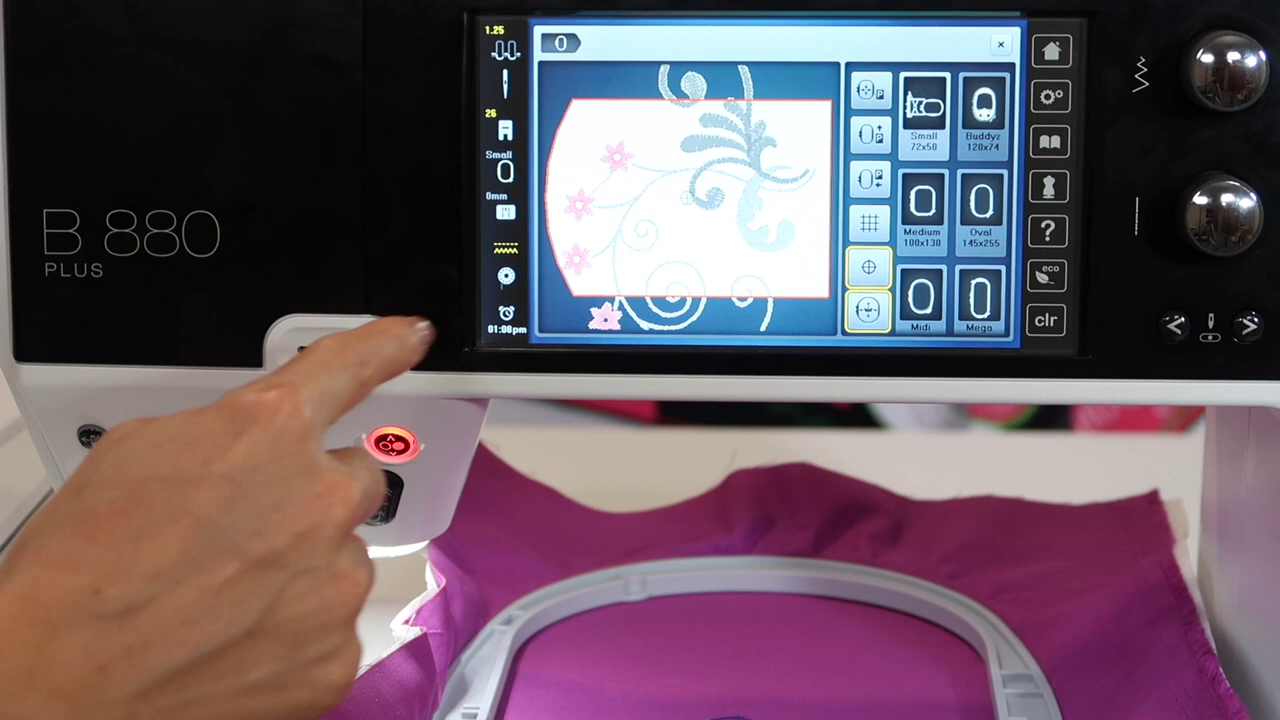 B 880
PLUS
1.25
26
Small
0mm
01:08pm
Small
72x50
Buddyz
120x74
Medium
100x130
Oval
145x255
Midi
Mega
?
eco
clr